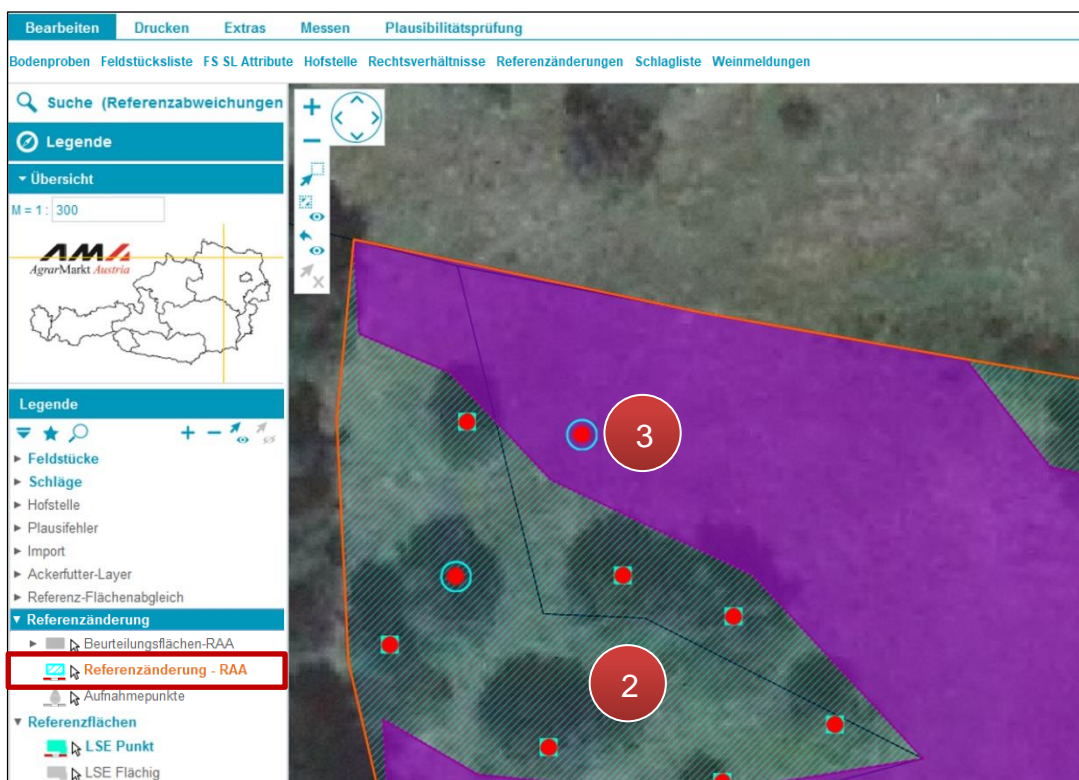 Bearbeiten Drucken Extras Messen Plausibilitätsprüfung
Bodenproben Feldstücksliste FS SL Attribute Hofstelle Rechtsverhältnisse Referenzänderungen Schlagliste Weinmeldungen
Suche (Referenzabweichungen
Legende
Übersicht
M = 1 : 300
AMA
AgrarMarkt Austria
Legende
Feldstücke
Schläge
Hofstelle
Plausifehler
Import
Ackerfutter-Layer
Referenz-Flächenabgleich
Referenzänderung
Beurteilungsflächen-RAA
Referenzänderung - RAA
Aufnahmepunkte
Referenzflächen
LSE Punkt
LSE Flächig
3
2